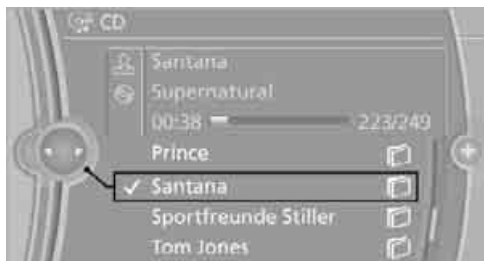 CD
Santana
Supernatural
00:38 223/249
Prince
Santana
Sportfreunde Stiller
Tom Jones